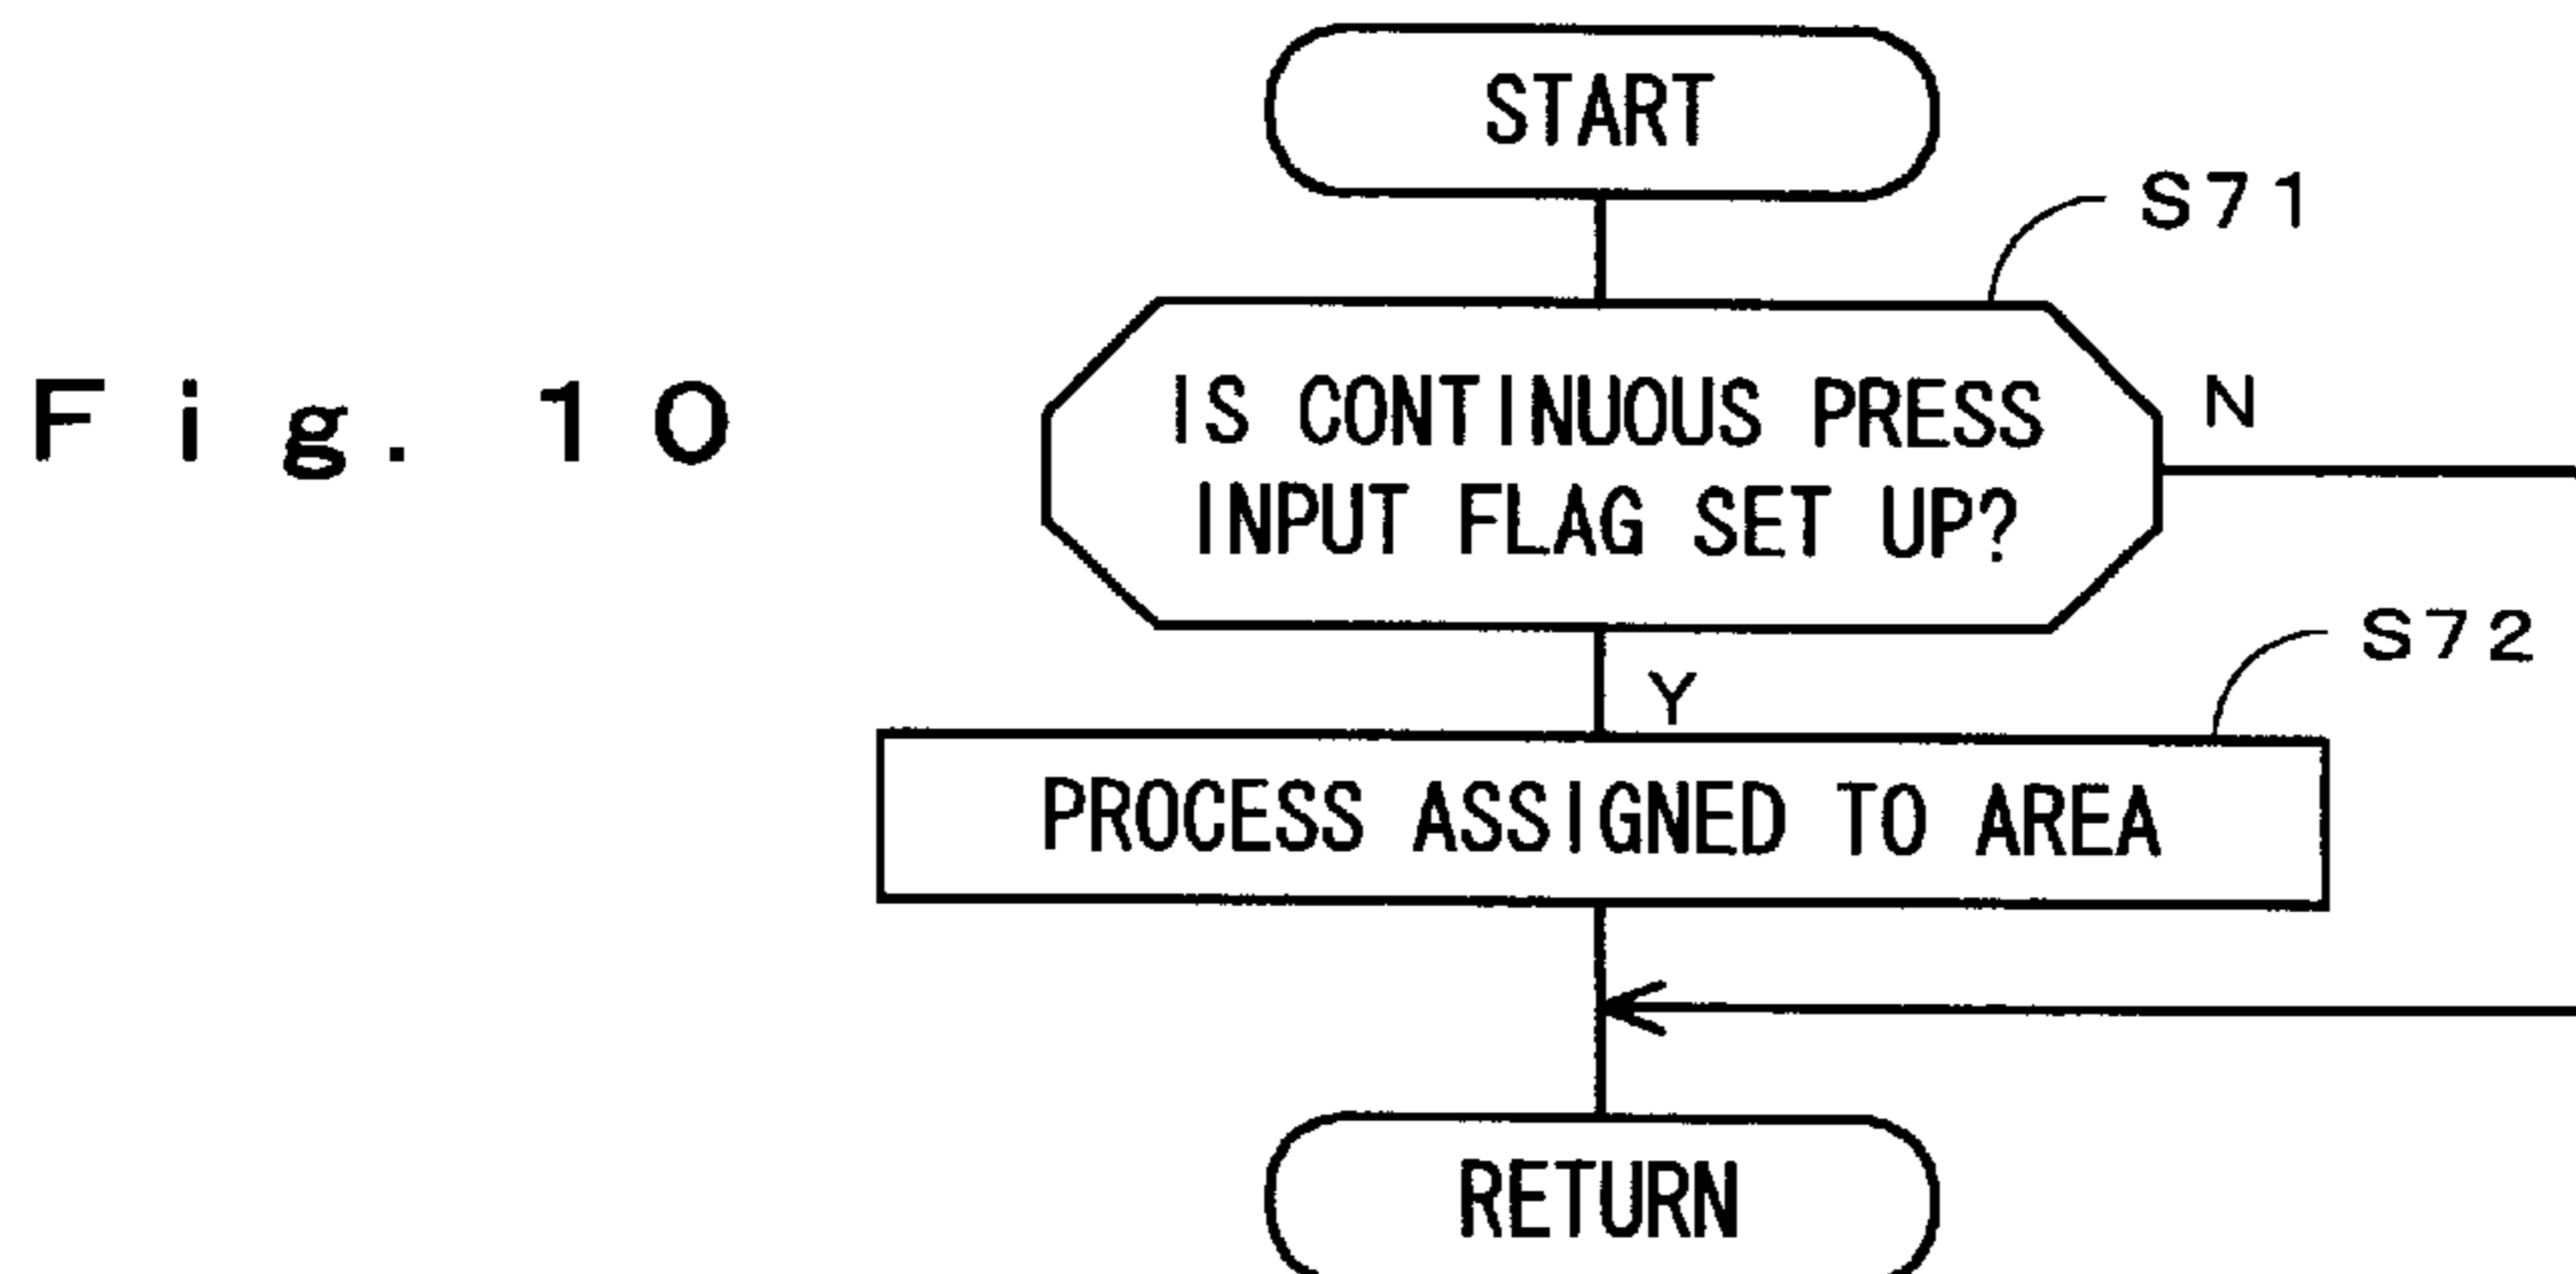 Fig. 10
START
S71
IS CONTINUOUS PRESS
INPUT FLAG SET UP?
N
Y
S72
PROCESS ASSIGNED TO AREA
RETURN